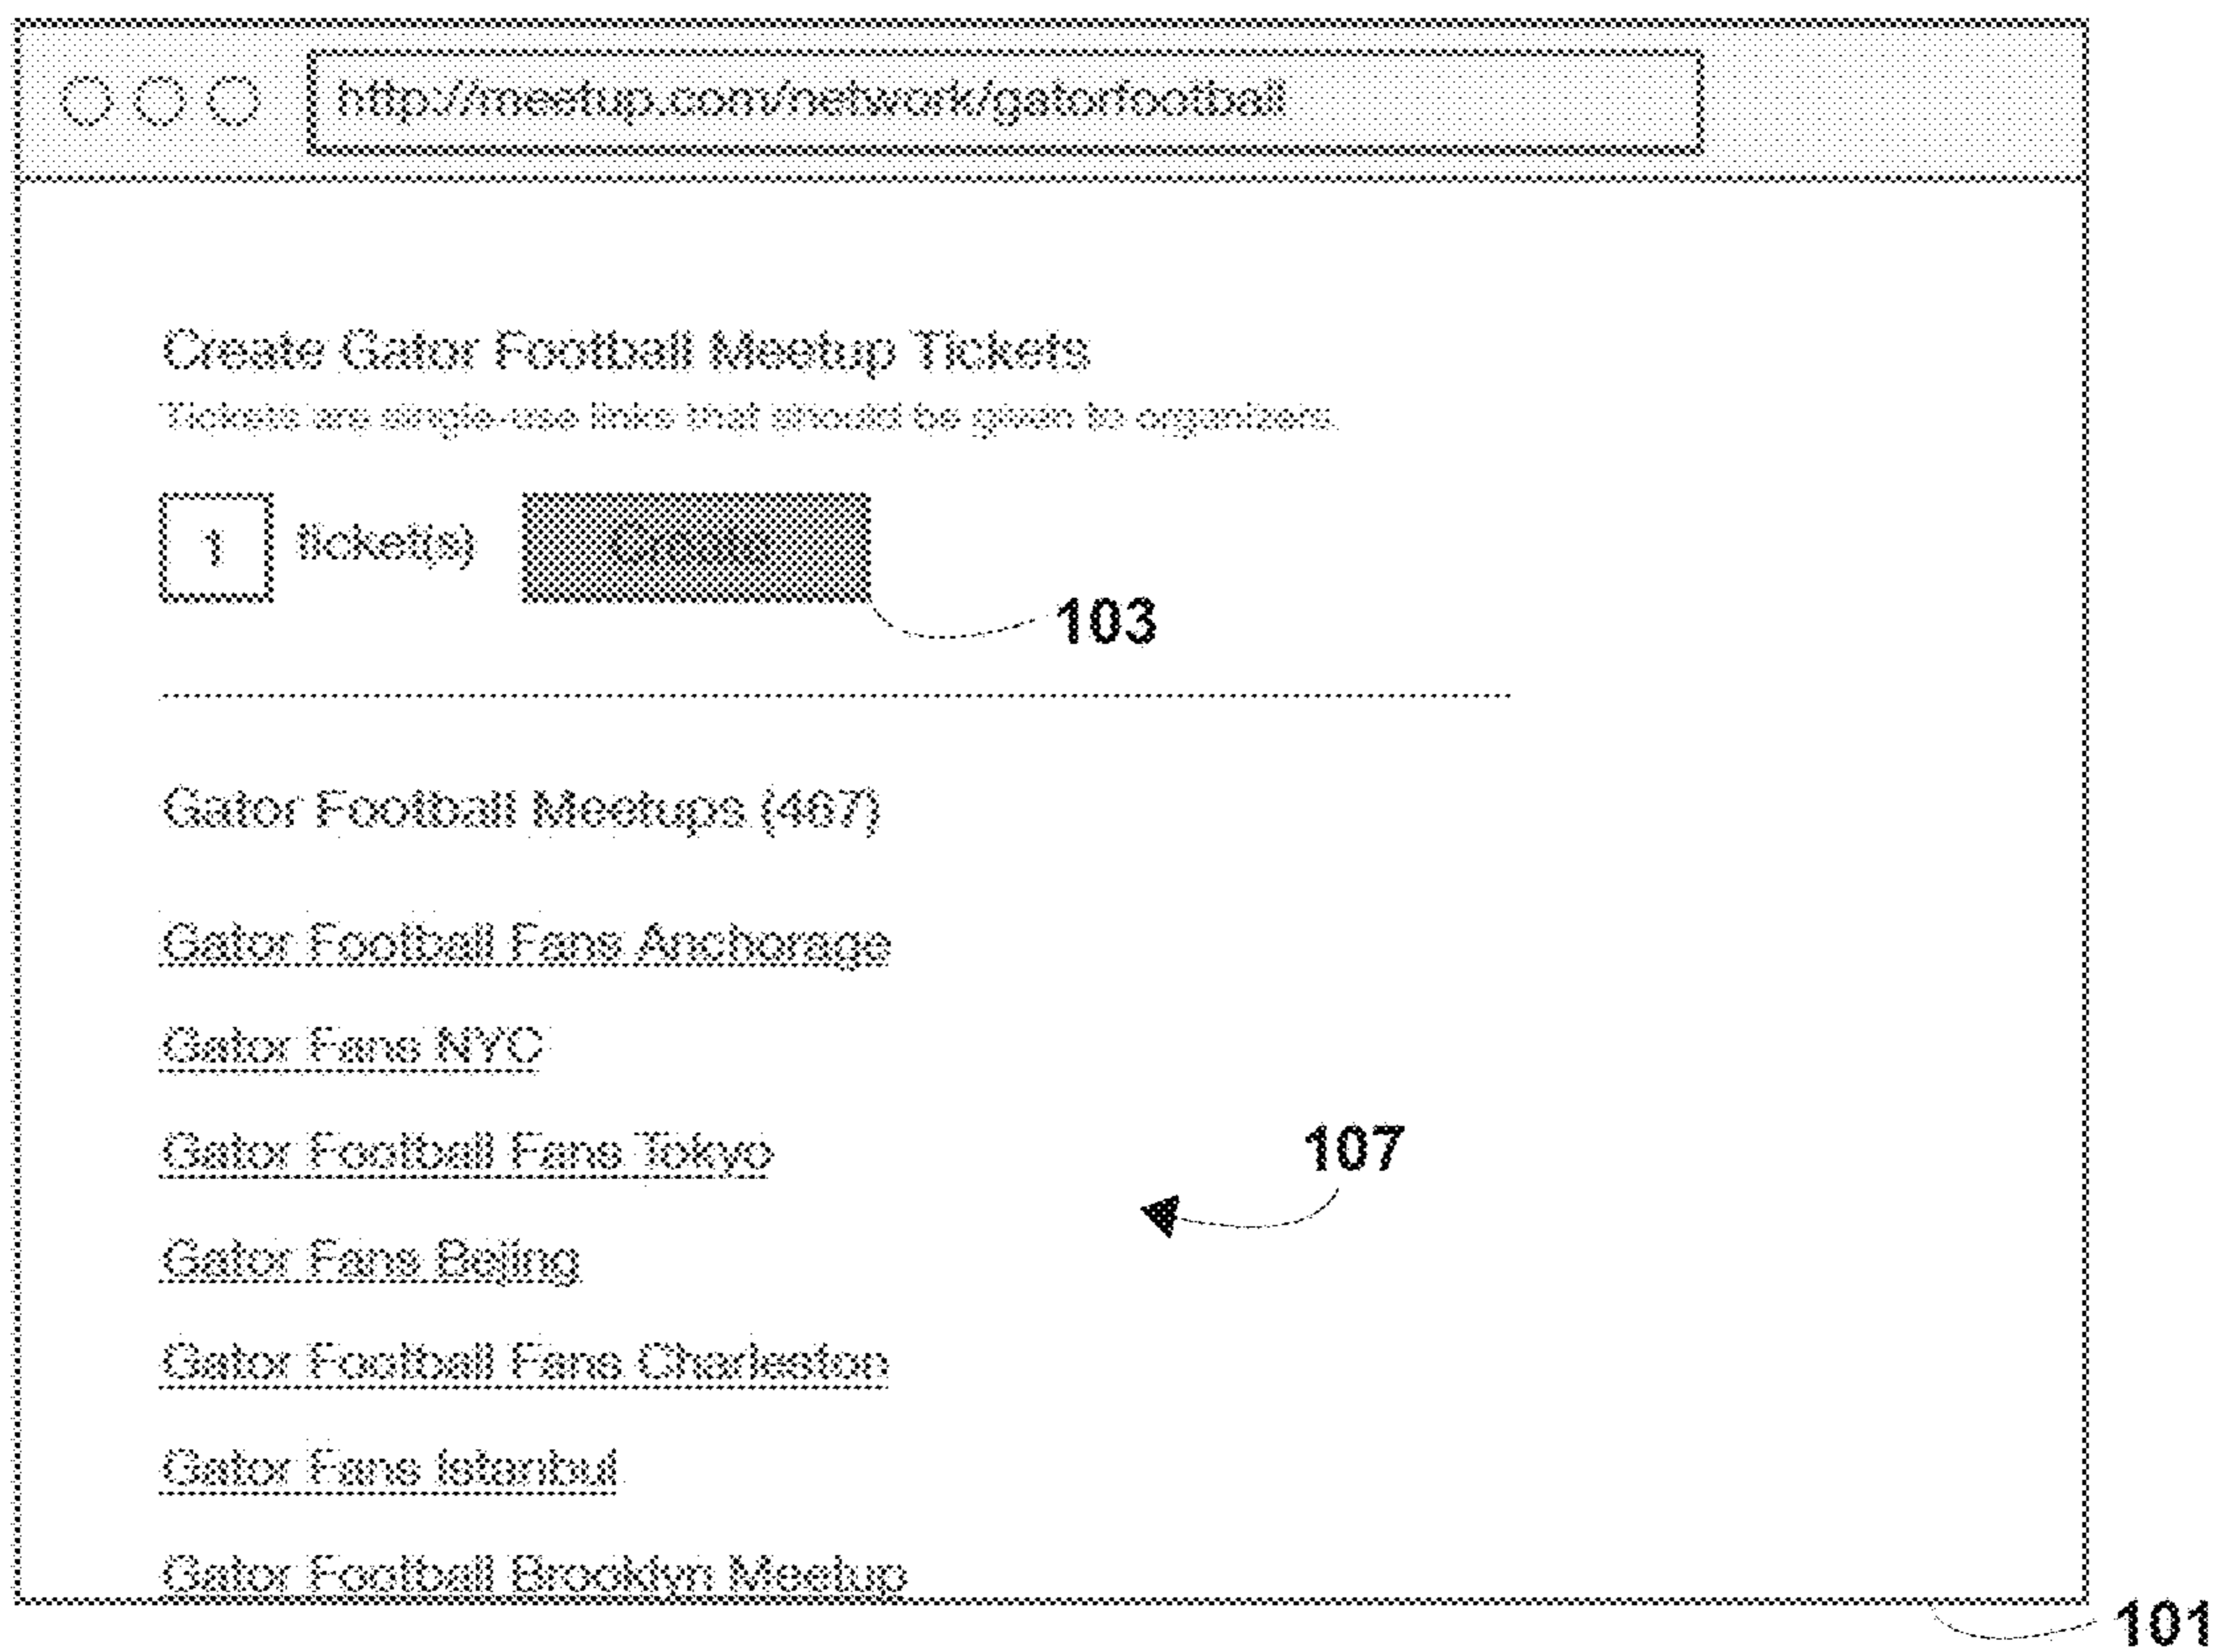 http://meetup.com/network/gatorfootball
Create Gator Football Meetup Tickets
Tickets are single-use links that should be given to organizers.
1 ticket(s) Create
103
Gator Football Meetups (467)
Gator Football Fans Anchorage
Gator Fans NYC
Gator Football Fans Tokyo
107
Gator Fans Bejing
Gator Football Fans Charleston
Gator Fans Istanbul
Gator Football Brooklyn Meetup
101